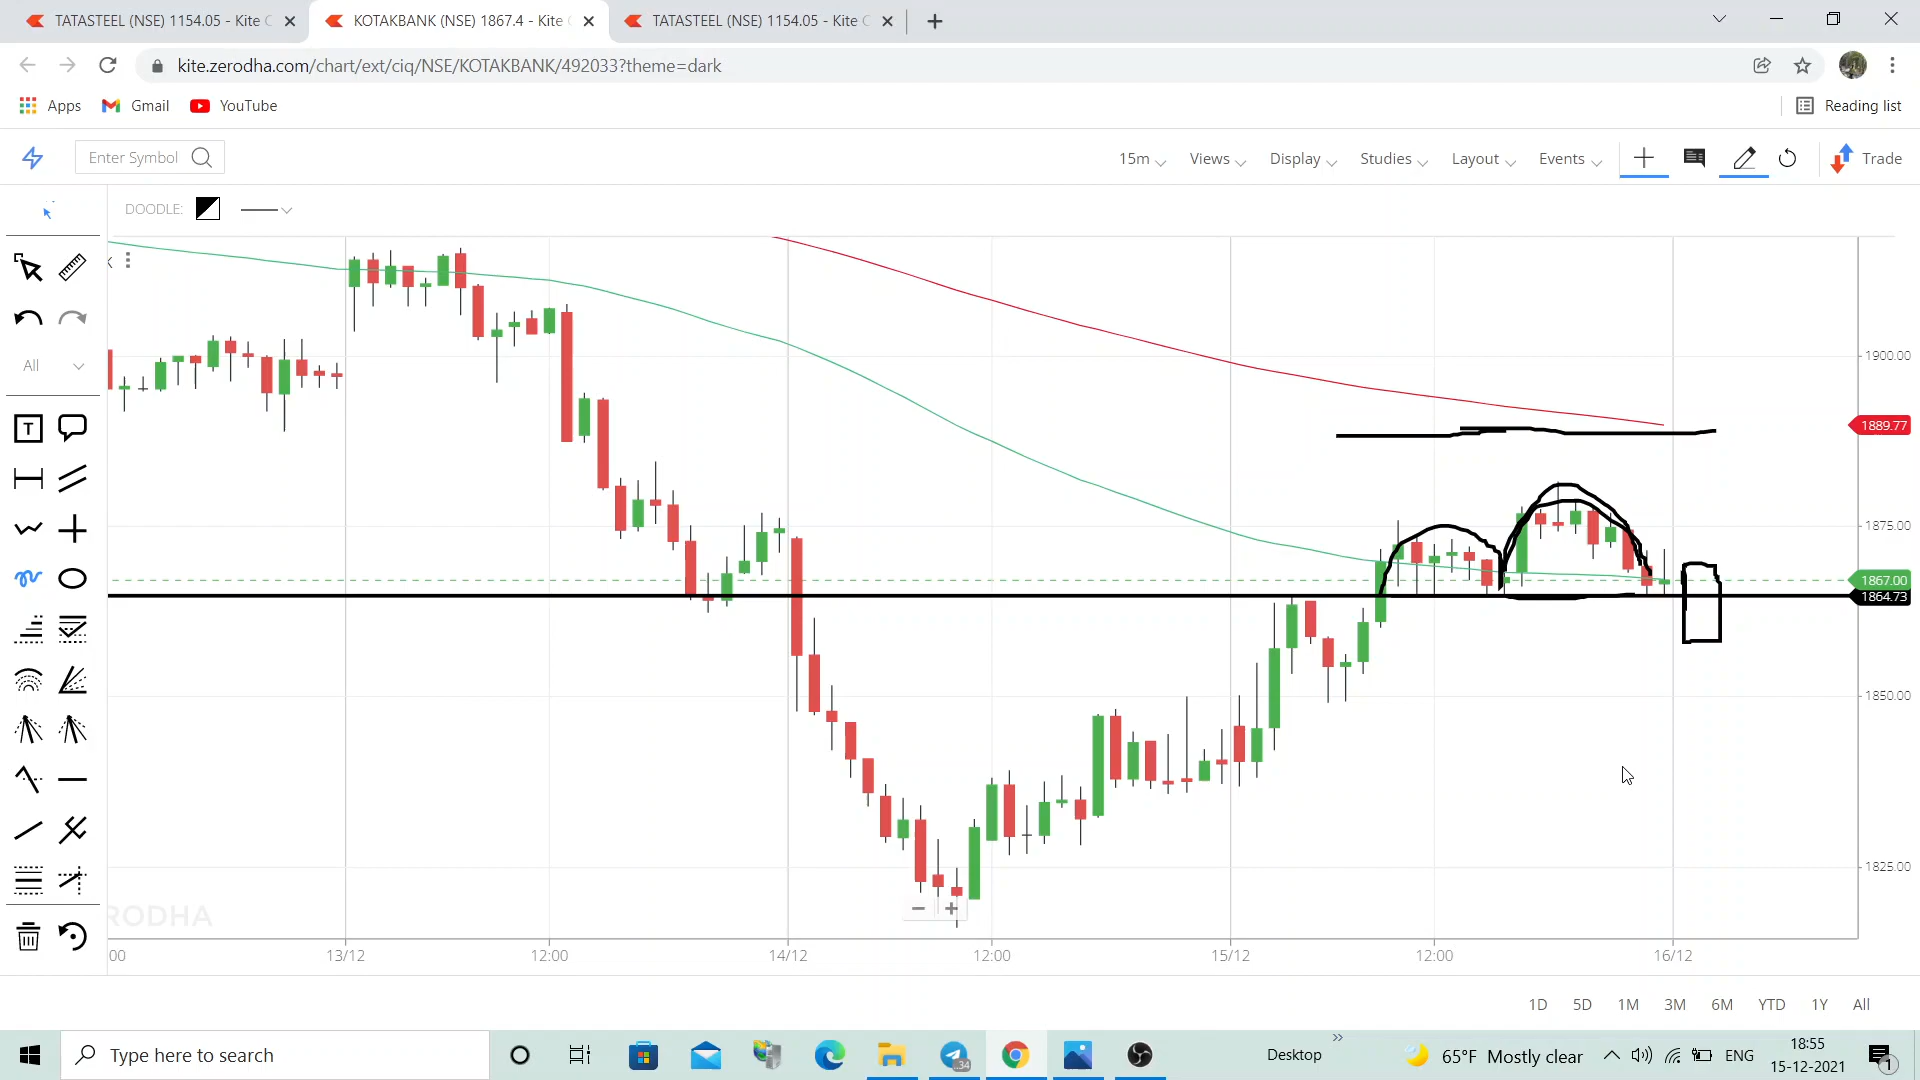 TATASTEEL (NSE) 1154.05 - Kite
KOTAKBANK (NSE) 1867.4 - Kite
TATASTEEL (NSE) 1154.05 - Kite
kite.zerodha.com/chart/ext/ciq/NSE/KOTAKBANK/492033?theme=dark
Apps Gmail YouTube Reading list
Enter Symbol 15m Views Display Studies Layout Events Trade
DOODLE:
All
T
1900.00
1889.77
1875.00
1867.00
1864.73
1850.00
1825.00
RODHA
:00 13/12 12:00 14/12 12:00 15/12 12:00 16/12
1D 5D 1M 3M 6M YTD 1Y All
Type here to search 34 Desktop 65°F Mostly clear ENG 18:55
15-12-2021 1